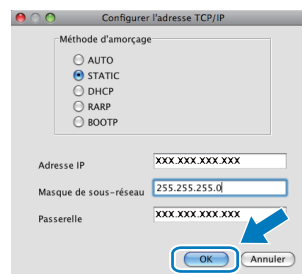 Configurer l'adresse TCP/IP
Méthode d'amorçage
AUTO
STATIC
DHCP
RARP
BOOTP
Adresse IP XXX.XXX.XXX.XXX
Masque de sous-réseau 255.255.255.0
Passerelle XXX.XXX.XXX.XXX
OK Annuler